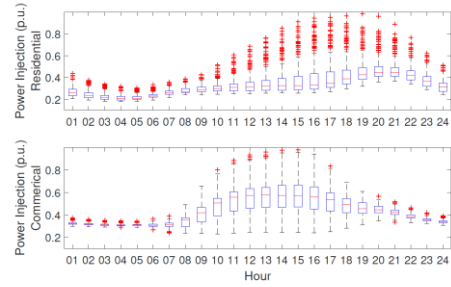 Power Injection (p.u.)
Residential
0.8
0.6
0.4
0.2
01 02 03 04 05 06 07 08 09 10 11 12 13 14 15 16 17 18 19 20 21 22 23 24
Power Injection (p.u.)
Commerical
0.8
0.6
0.4
0.2
01 02 03 04 05 06 07 08 09 10 11 12 13 14 15 16 17 18 19 20 21 22 23 24
Hour